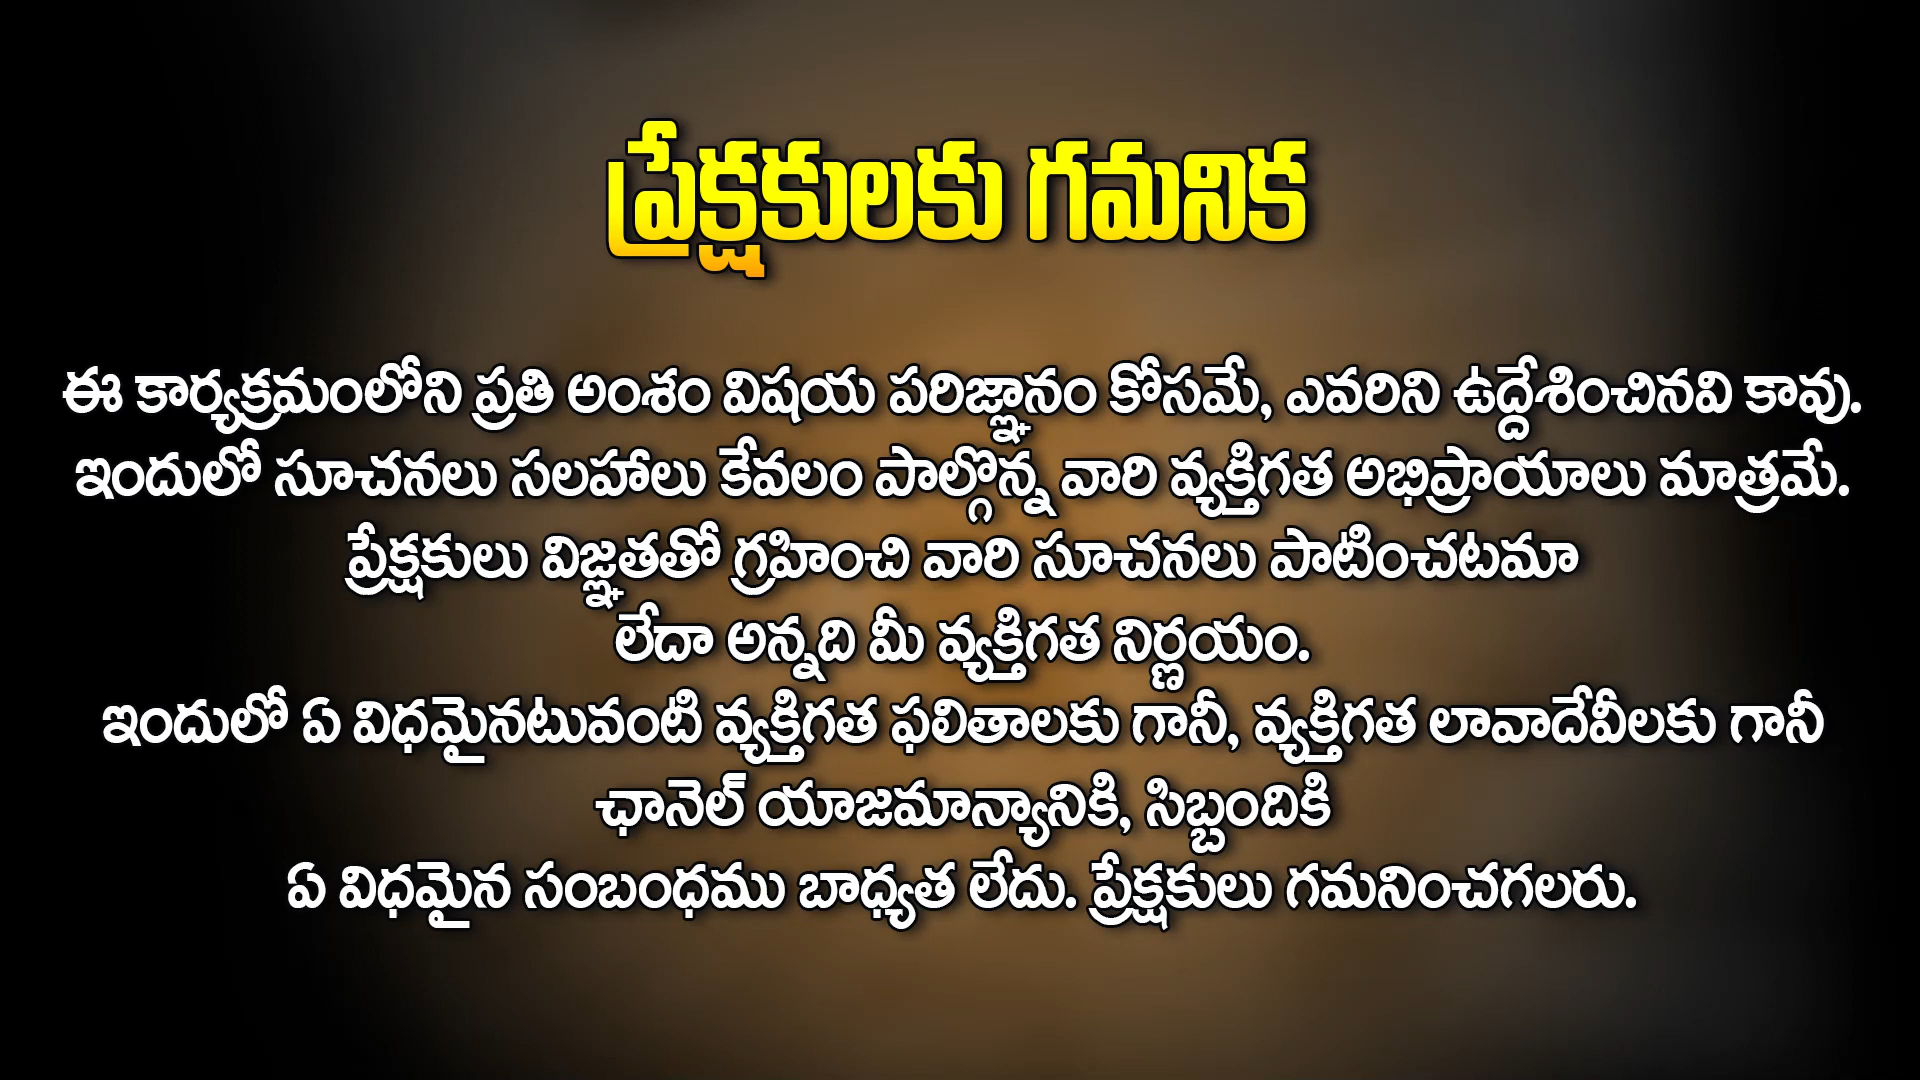 ప్రేక్షకులకు గమనిక
ఈ కార్యక్రమంలోని ప్రతి అంశం విషయ పరిజ్ఞానం కోసమే, ఎవరిని ఉద్దేశించినవి కావు.
ఇందులో సూచనలు సలహాలు కేవలం పాల్గొన్న వారి వ్యక్తిగత అభిప్రాయాలు మాత్రమే.
ప్రేక్షకులు విజ్ఞతతో గ్రహించి వారి సూచనలు పాటించటమా
లేదా అన్నది మీ వ్యక్తిగత నిర్ణయం.
ఇందులో ఏ విధమైనటువంటి వ్యక్తిగత ఫలితాలకు గానీ, వ్యక్తిగత లావాదేవీలకు గానీ
ఛానెల్ యాజమాన్యానికి, సిబ్బందికి
ఏ విధమైన సంబంధము బాధ్యత లేదు. ప్రేక్షకులు గమనించగలరు.